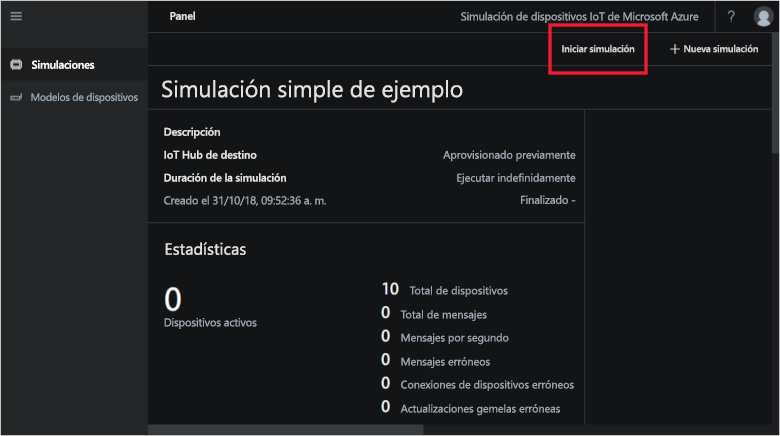 Panel
Simulación de dispositivos IoT de Microsoft Azure
?
Iniciar simulación
+ Nueva simulación
Simulaciones
Modelos de dispositivos
Simulación simple de ejemplo
Descripción
IoT Hub de destino Aprovisionado previamente
Duración de la simulación Ejecutar indefinidamente
Creado el 31/10/18, 09:52:36 a. m. Finalizado -
Estadísticas
0
Dispositivos activos
10 Total de dispositivos
0 Total de mensajes
0 Mensajes por segundo
0 Mensajes erróneos
0 Conexiones de dispositivos erróneos
0 Actualizaciones gemelas erróneas